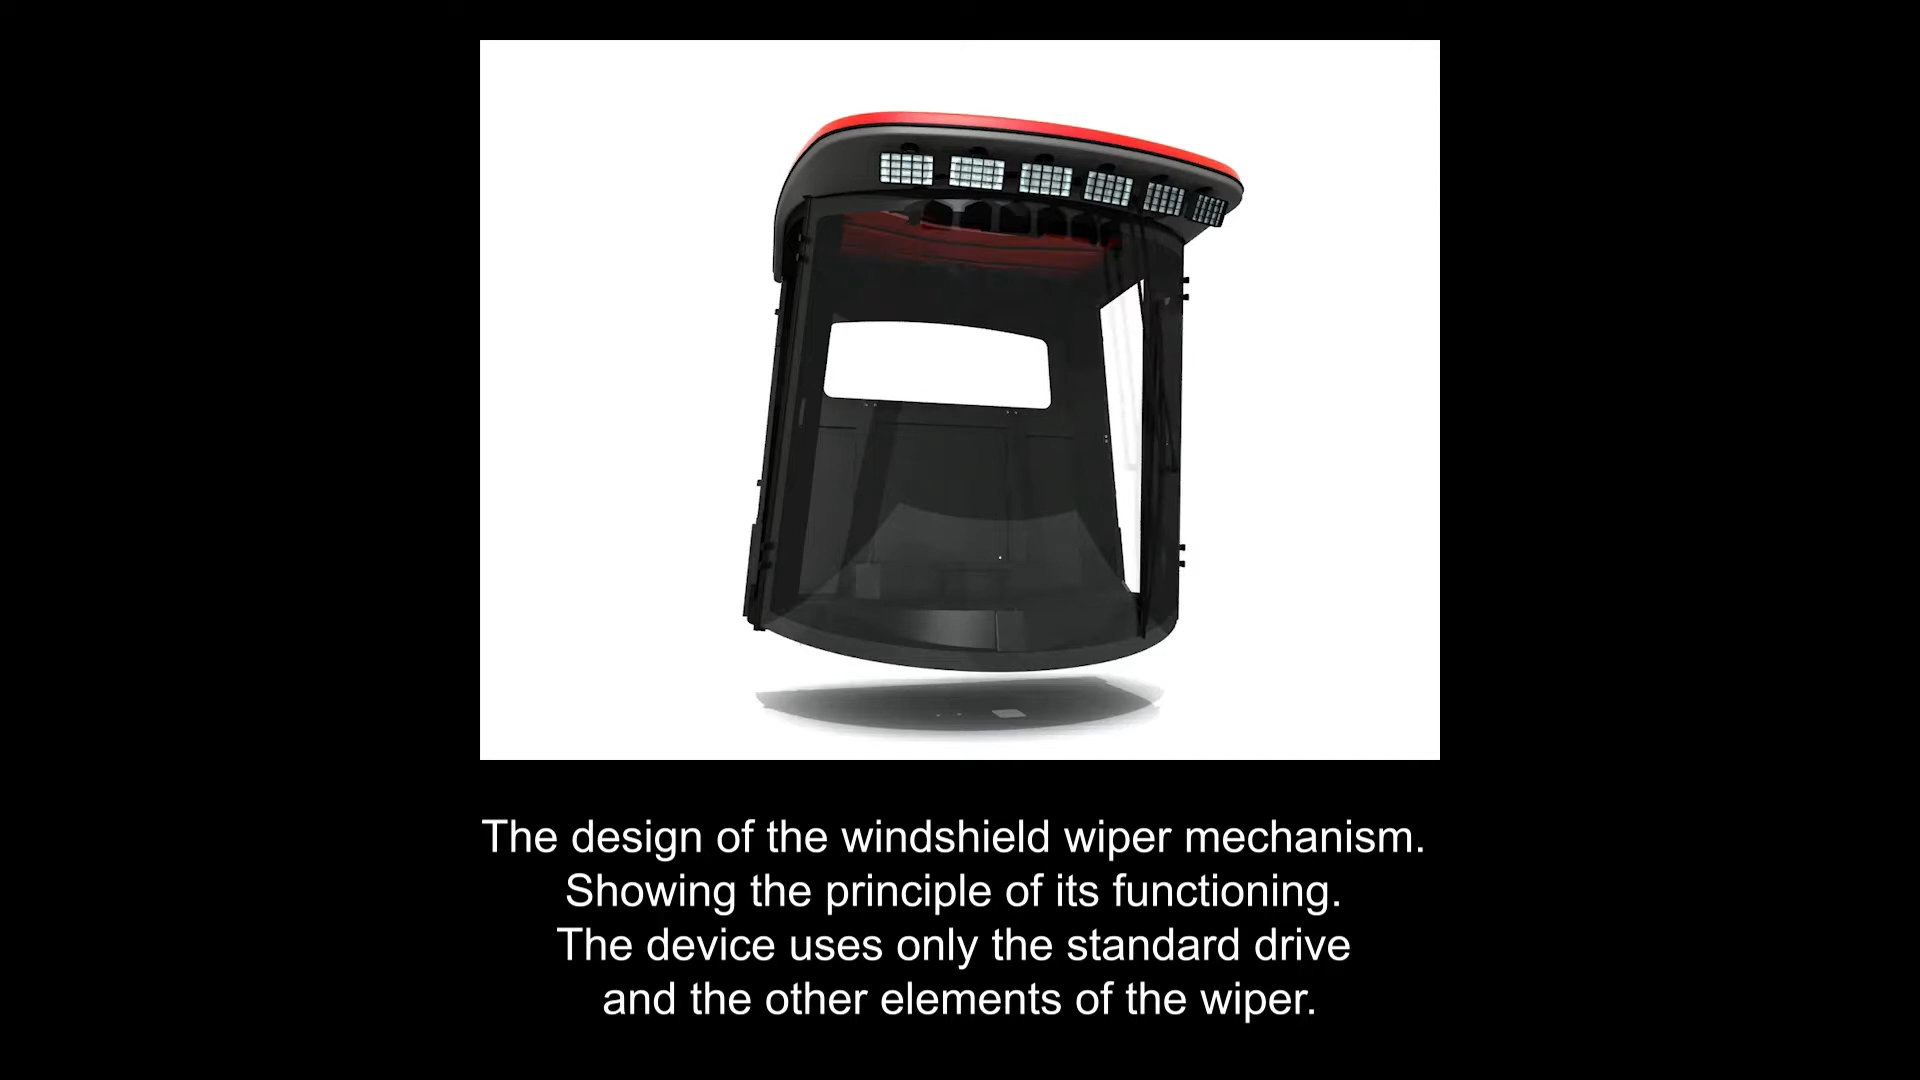 The design of the windshield wiper mechanism.
Showing the principle of its functioning.
The device uses only the standard drive
and the other elements of the wiper.